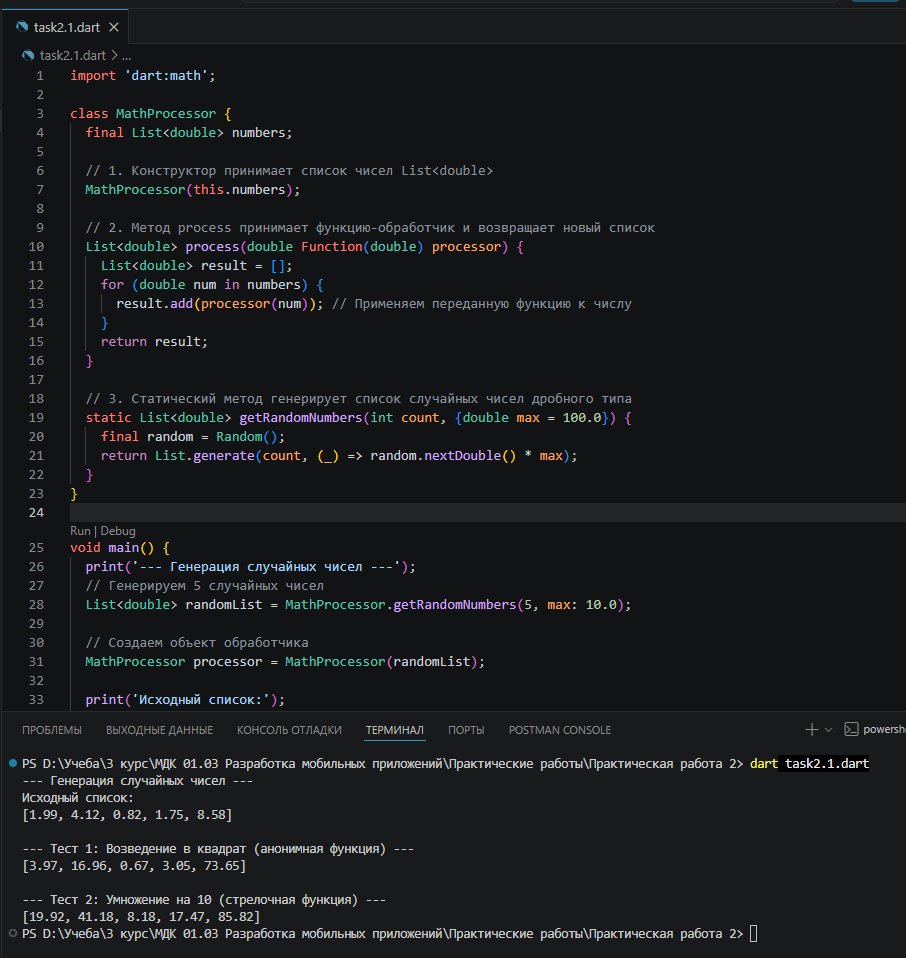 task2.1.dart
task2.1.dart > ...
1 import 'dart:math';
2
3 class MathProcessor {
4   final List<double> numbers;
5
6   // 1. Конструктор принимает список чисел List<double>
7   MathProcessor(this.numbers);
8
9   // 2. Метод process принимает функцию-обработчик и возвращает новый список
10   List<double> process(double Function(double) processor) {
11     List<double> result = [];
12     for (double num in numbers) {
13       result.add(processor(num)); // Применяем переданную функцию к числу
14     }
15     return result;
16   }
17
18   // 3. Статический метод генерирует список случайных чисел дробного типа
19   static List<double> getRandomNumbers(int count, {double max = 100.0}) {
20     final random = Random();
21     return List.generate(count, (_) => random.nextDouble() * max);
22   }
23 }
24
Run | Debug
25 void main() {
26   print('--- Генерация случайных чисел ---');
27   // Генерируем 5 случайных чисел
28   List<double> randomList = MathProcessor.getRandomNumbers(5, max: 10.0);
29
30   // Создаем объект обработчика
31   MathProcessor processor = MathProcessor(randomList);
32
33   print('Исходный список:');
ПРОБЛЕМЫ ВЫХОДНЫЕ ДАННЫЕ КОНСОЛЬ ОТЛАДКИ ТЕРМИНАЛ ПОРТЫ POSTMAN CONSOLE powershe
PS D:\Учеба\3 курс\МДК 01.03 Разработка мобильных приложений\Практические работы\Практическая работа 2> dart task2.1.dart
--- Генерация случайных чисел ---
Исходный список:
[1.99, 4.12, 0.82, 1.75, 8.58]

--- Тест 1: Возведение в квадрат (анонимная функция) ---
[3.97, 16.96, 0.67, 3.05, 73.65]

--- Тест 2: Умножение на 10 (стрелочная функция) ---
[19.92, 41.18, 8.18, 17.47, 85.82]
PS D:\Учеба\3 курс\МДК 01.03 Разработка мобильных приложений\Практические работы\Практическая работа 2>